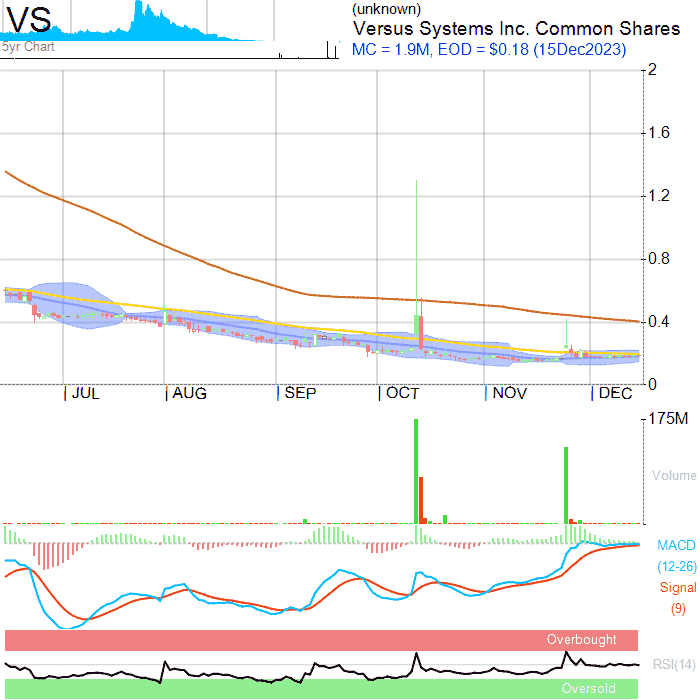 VS
5yr Chart
(unknown)
Versus Systems Inc. Common Shares
MC = 1.9M, EOD = $0.18 (15Dec2023)
2
1.6
1.2
0.8
0.4
0
JUL AUG SEP OCT NOV DEC
175M
Volume
MACD
(12-26)
Signal
(9)
Overbought
RSI(14)
Oversold